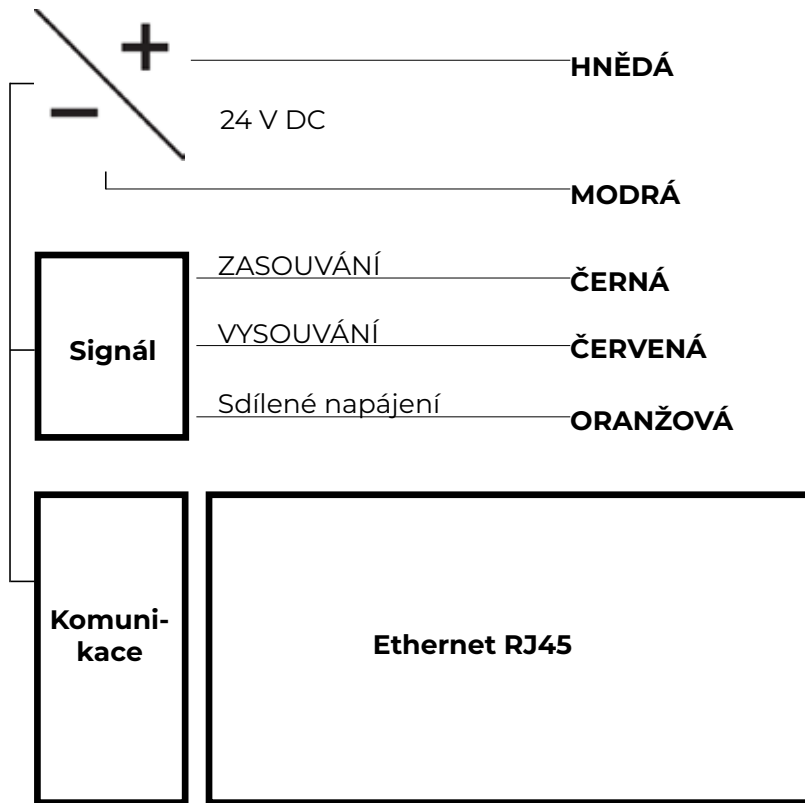 +
HNĚDÁ
−
24 V DC
MODRÁ
ZASOUVÁNÍ
ČERNÁ
Signál
VYSOUVÁNÍ
ČERVENÁ
Sdílené napájení
ORANŽOVÁ
Komuni-
kace
Ethernet RJ45